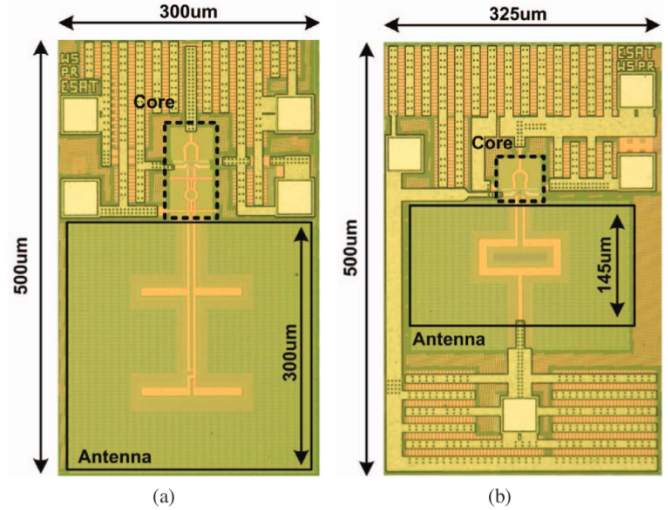 300um
325um
WS
PR
ESAT
Core
500um
300um
Antenna
ESAT
WS PR
Core
500um
145um
Antenna
(a)
(b)